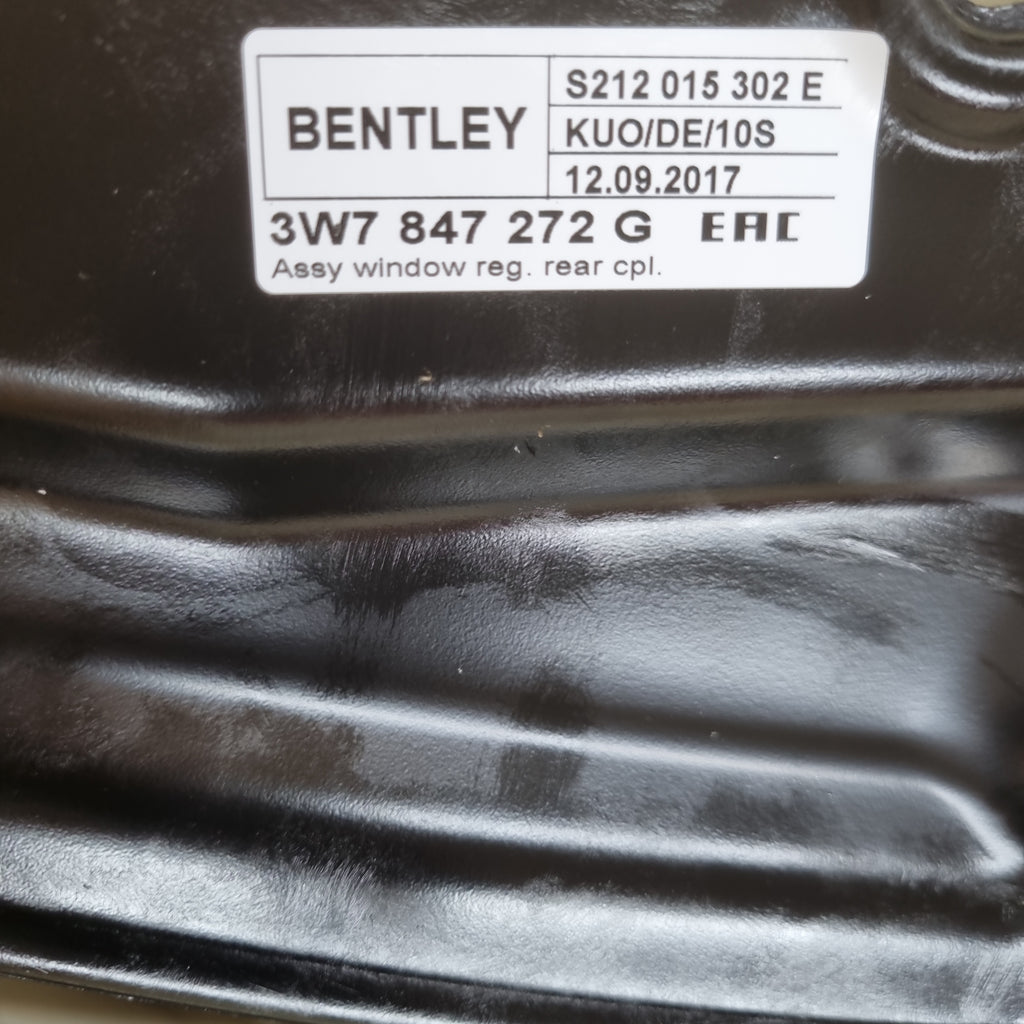 BENTLEY
S212 015 302 E
KUO/DE/10S
12.09.2017
3W7 847 272 G EAC
Assy window reg. rear cpl.